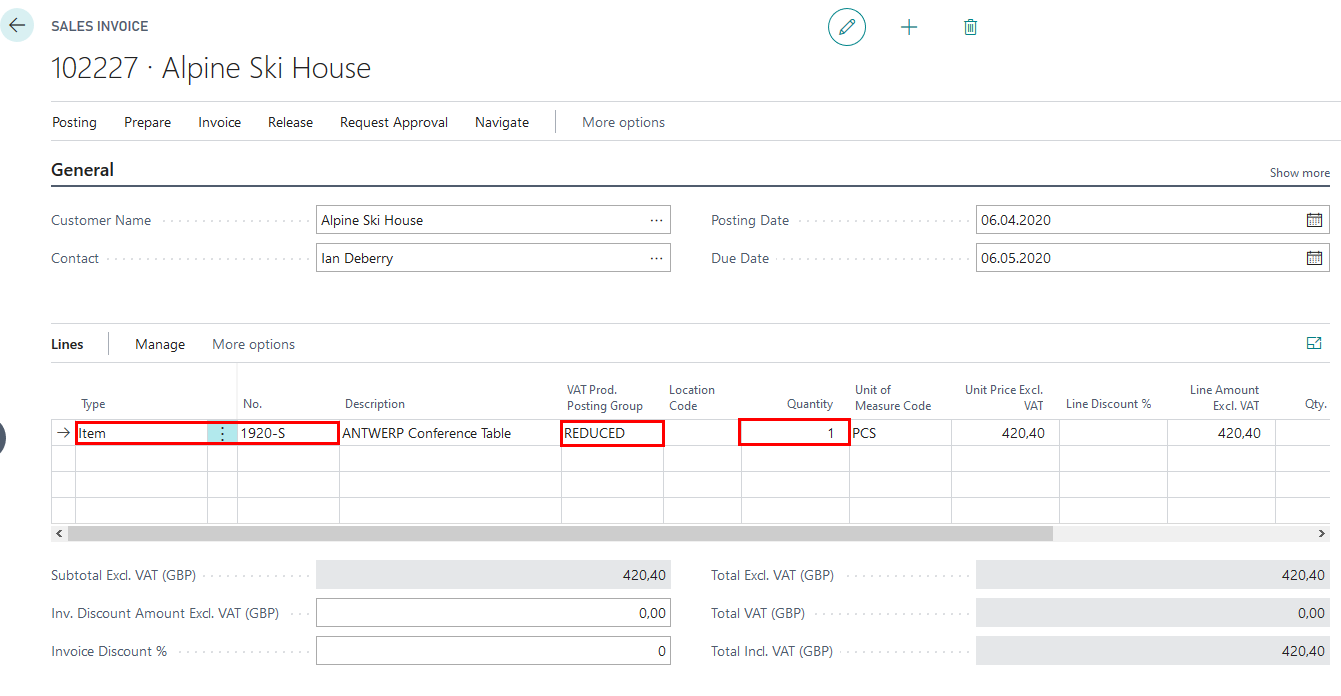 SALES INVOICE
102227 · Alpine Ski House
Posting Prepare Invoice Release Request Approval Navigate More options
General Show more
Customer Name Alpine Ski House Posting Date 06.04.2020
Contact Ian Deberry Due Date 06.05.2020
Lines Manage More options
Type No. Description VAT Prod. Posting Group Location Code Quantity Unit of Measure Code Unit Price Excl. VAT Line Discount % Line Amount Excl. VAT Qty.
Item 1920-S ANTWERP Conference Table REDUCED 1 PCS 420,40 420,40
Subtotal Excl. VAT (GBP) 420,40 Total Excl. VAT (GBP) 420,40
Inv. Discount Amount Excl. VAT (GBP) 0,00 Total VAT (GBP) 0,00
Invoice Discount % 0 Total Incl. VAT (GBP) 420,40